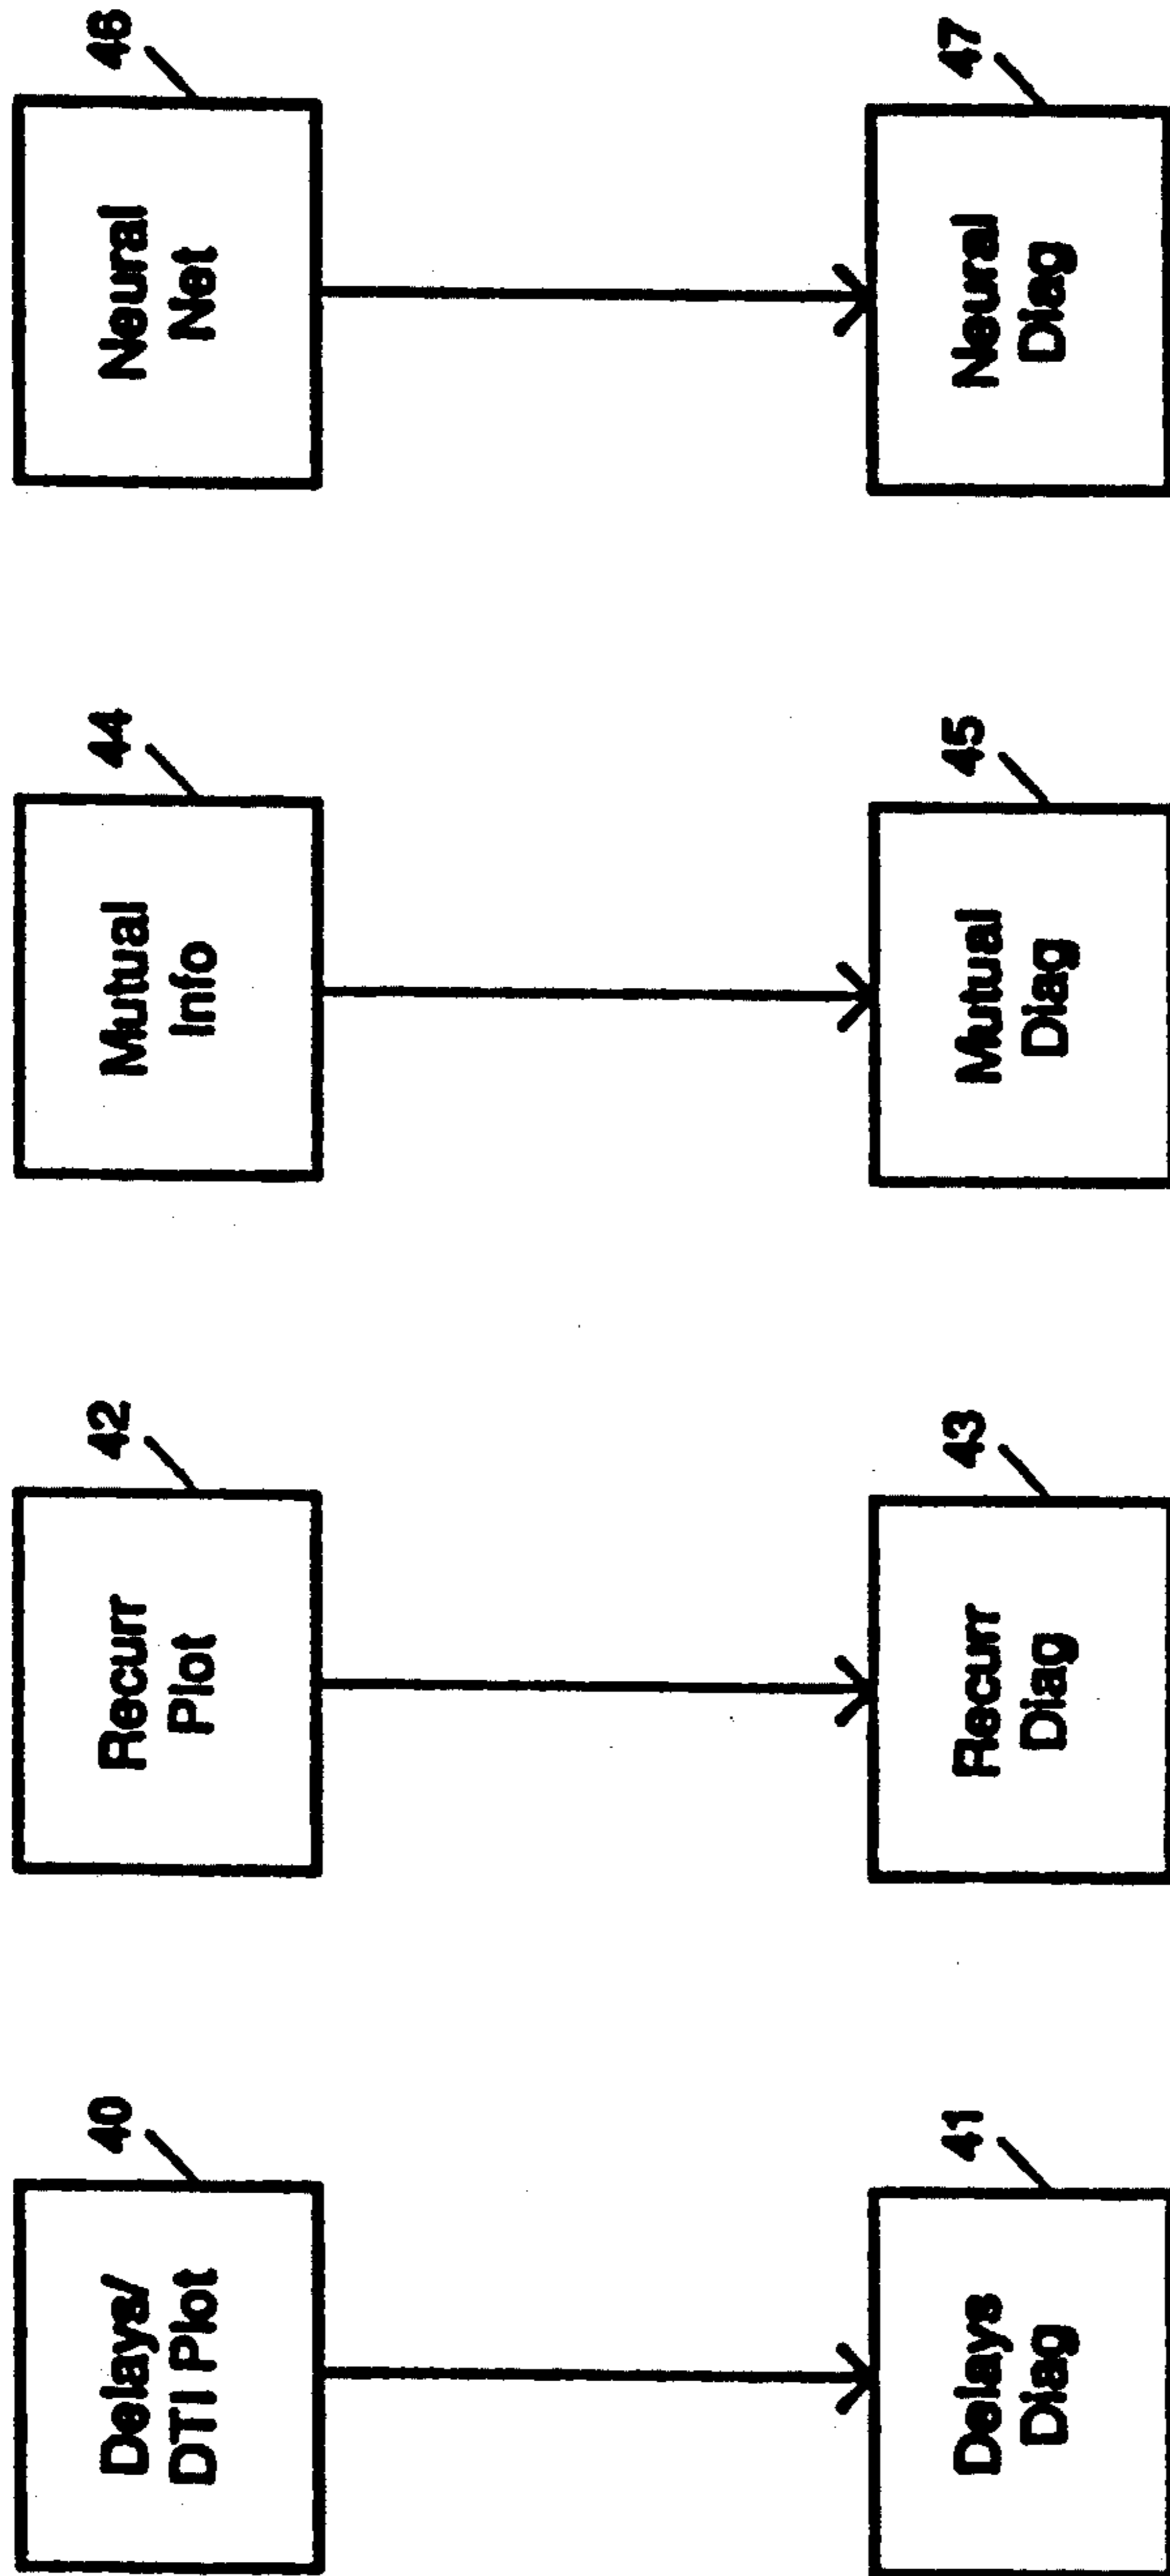 40
Delays/
DTI Plot
42
Recurr
Plot
44
Mutual
Info
46
Neural
Net
41
Delays
Diag
43
Recurr
Diag
45
Mutual
Diag
47
Neural
Diag